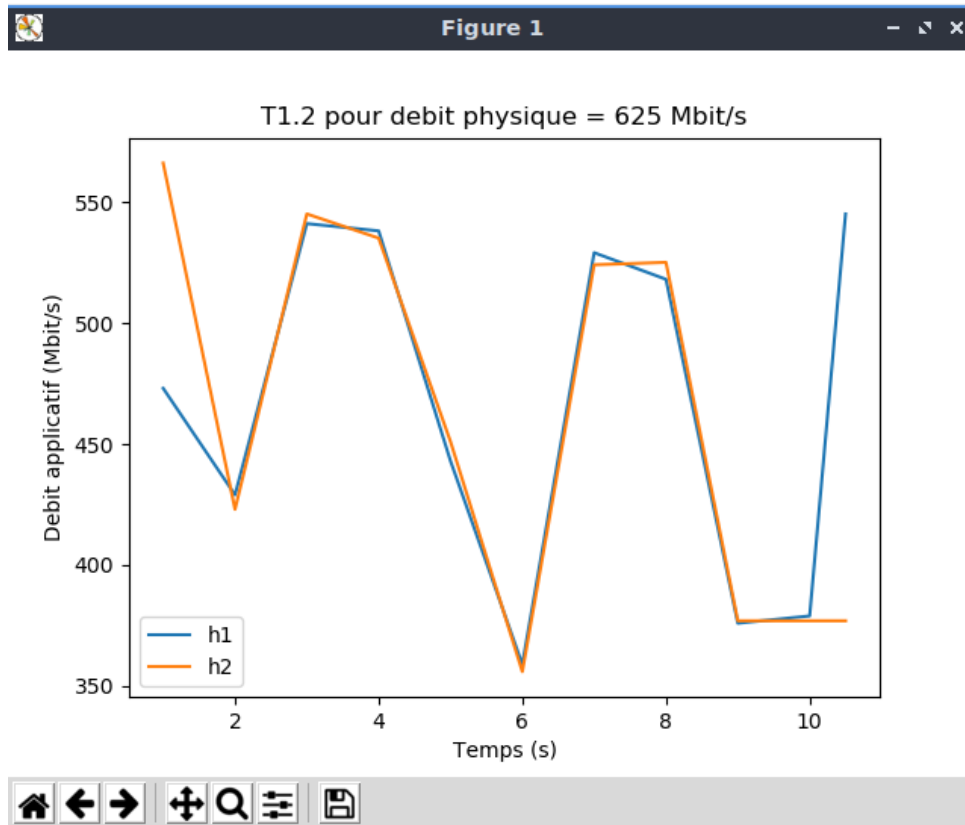 Figure 1
T1.2 pour debit physique = 625 Mbit/s
Debit applicatif (Mbit/s)
550
500
450
400
350
h1
h2
2 4 6 8 10
Temps (s)